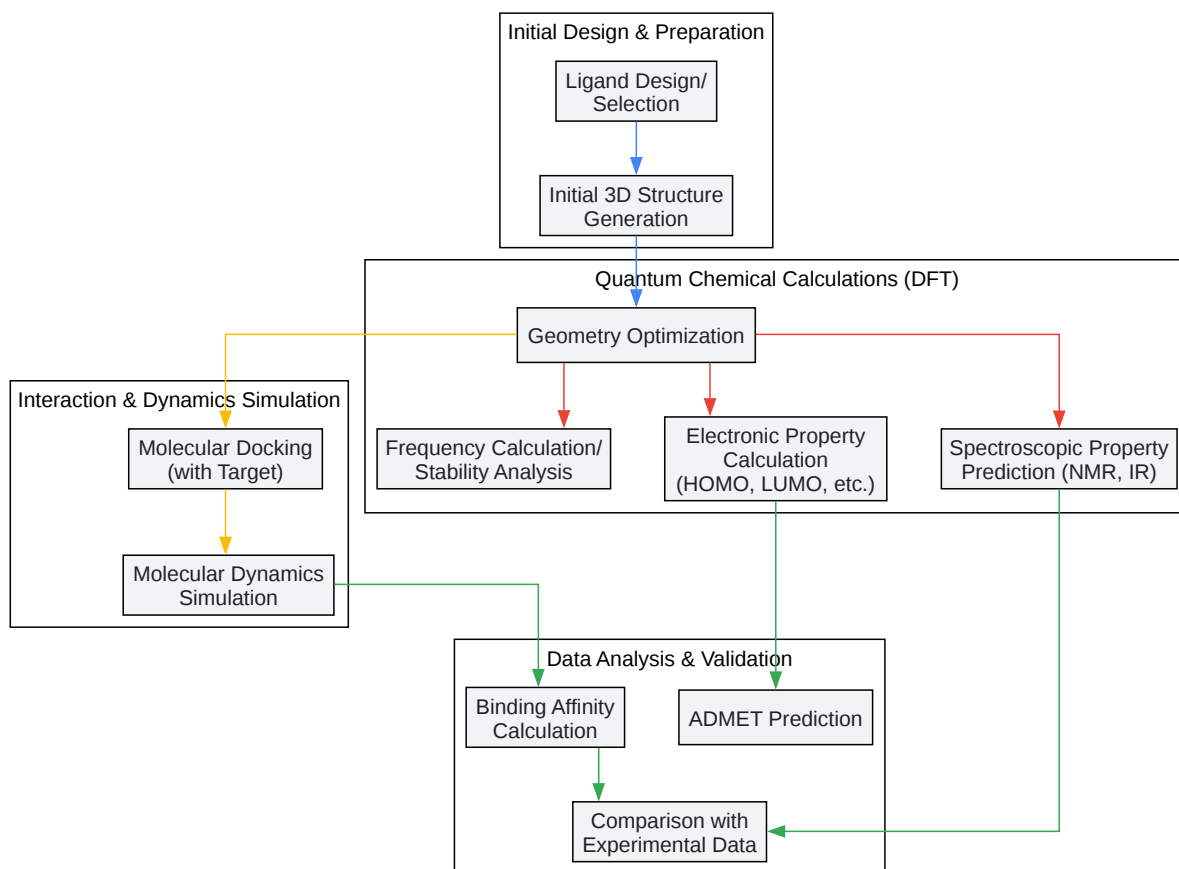 Initial Design & Preparation
Ligand Design/
Selection
Initial 3D Structure
Generation
Quantum Chemical Calculations (DFT)
Geometry Optimization
Interaction & Dynamics Simulation
Molecular Docking
(with Target)
Frequency Calculation/
Stability Analysis
Electronic Property
Calculation
(HOMO, LUMO, etc.)
Spectroscopic Property
Prediction (NMR, IR)
Molecular Dynamics
Simulation
Data Analysis & Validation
Binding Affinity
Calculation
ADMET Prediction
Comparison with
Experimental Data